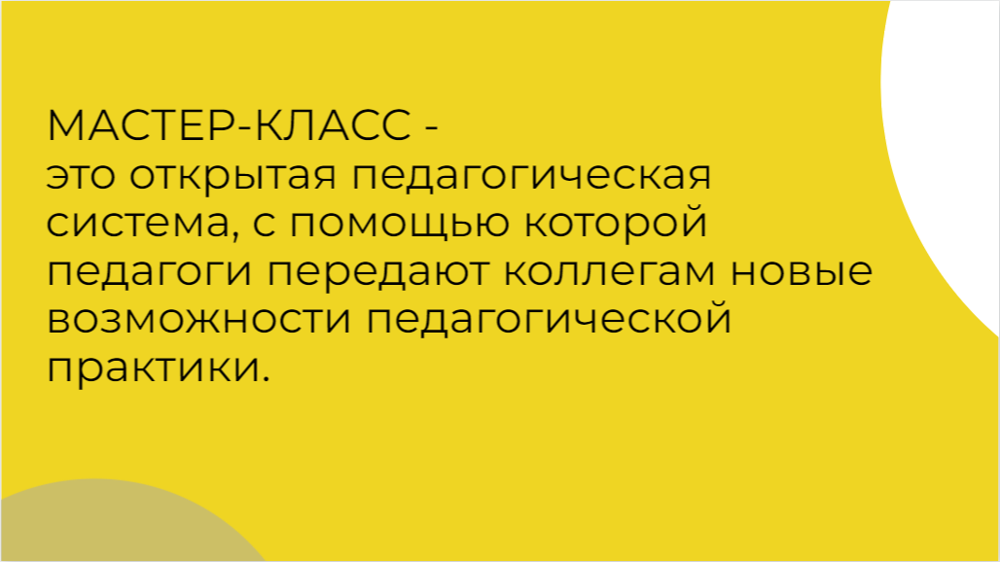 МАСТЕР-КЛАСС -
это открытая педагогическая
система, с помощью которой
педагоги передают коллегам новые
возможности педагогической
практики.